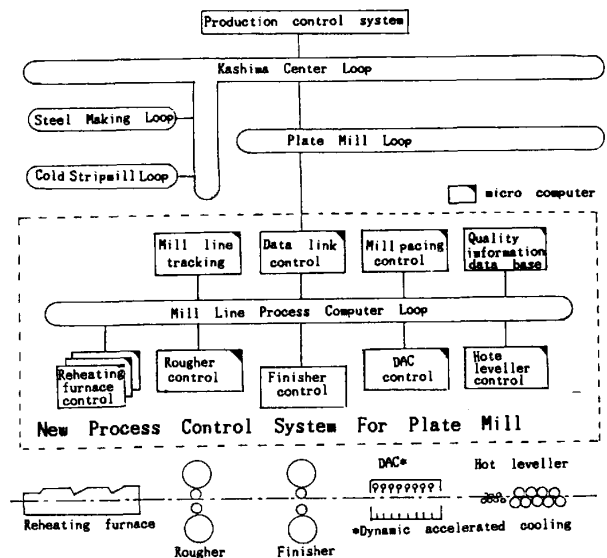 Production control system
Kashima Center Loop
Steel Making Loop
Plate Mill Loop
Cold Stripmill Loop
micro computer
Mill line
tracking
Data link
control
Mill pacing
control
Quality
information
data base
Mill Line Process Computer Loop
Reheating
furnace
control
Rougher
control
Finisher
control
DAC
control
Hote
leveller
control
New Process Control System For Plate Mill
DAC*
Hot leveller
Reheating furnace
*Dynamic accelerated cooling
Rougher
Finisher